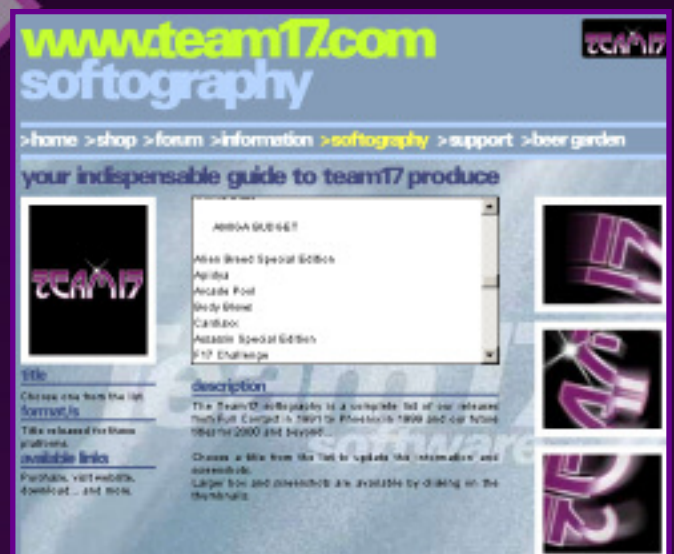 www.team17.com
TEAM17
softography
>home >shop >forum >information >softography >support >beer garden
your indispensable guide to team17 produce
AMIGA BUDGET
Alien Breed Special Edition
Apidya
Arcade Pool
Body Blows
Cardiaxx
Assassin Special Edition
F17 Challenge
TEAM17
Team17
software
title
Choose one from the list.
format/s
Title released for these
platforms.
available links
Purchase, visit website,
download... and more.
description
The Team17 softography is a complete list of our releases
from Full Contact in 1991 to Phoenix in 1999 and our future
titles for 2000 and beyond...
Choose a title from the list to update the information and
screenshots.
Larger box and screenshots are available by clicking on the
thumbnails.